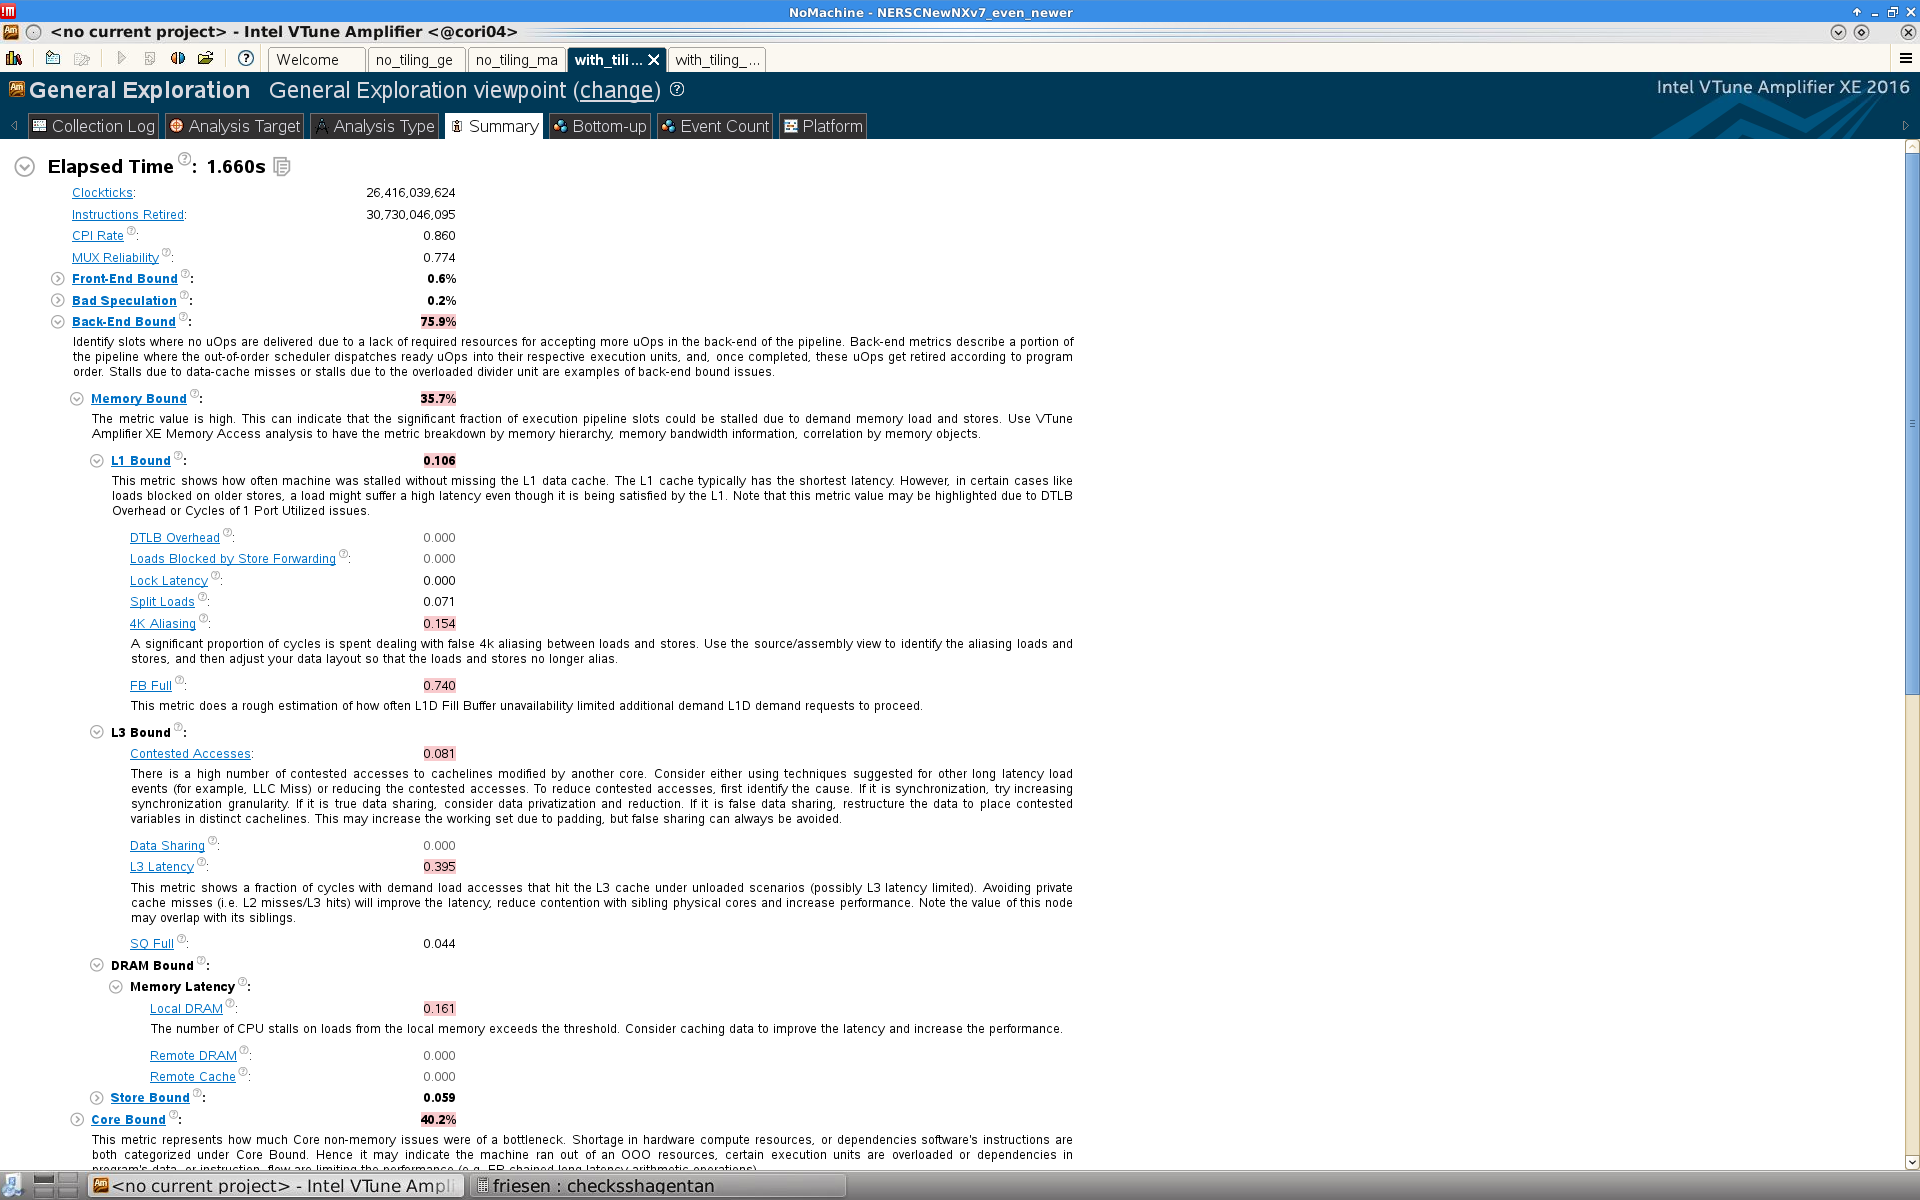 NoMachine - NERSCNewNXv7_even_newer
<no current project> - Intel VTune Amplifier <@cori04>
Welcome
no_tiling_ge
no_tiling_ma
with_tili...
with_tiling_...
General Exploration General Exploration viewpoint (change)
Intel VTune Amplifier XE 2016
Collection Log
Analysis Target
Analysis Type
Summary
Bottom-up
Event Count
Platform
Elapsed Time: 1.660s
Clockticks: 26,416,039,624
Instructions Retired: 30,730,046,095
CPI Rate: 0.860
MUX Reliability: 0.774
Front-End Bound: 0.6%
Bad Speculation: 0.2%
Back-End Bound: 75.9%
Identify slots where no uOps are delivered due to a lack of required resources for accepting more uOps in the back-end of the pipeline. Back-end metrics describe a portion of
the pipeline where the out-of-order scheduler dispatches ready uOps into their respective execution units, and, once completed, these uOps get retired according to program
order. Stalls due to data-cache misses or stalls due to the overloaded divider unit are examples of back-end bound issues.
Memory Bound: 35.7%
The metric value is high. This can indicate that the significant fraction of execution pipeline slots could be stalled due to demand memory load and stores. Use VTune
Amplifier XE Memory Access analysis to have the metric breakdown by memory hierarchy, memory bandwidth information, correlation by memory objects.
L1 Bound: 0.106
This metric shows how often machine was stalled without missing the L1 data cache. The L1 cache typically has the shortest latency. However, in certain cases like
loads blocked on older stores, a load might suffer a high latency even though it is being satisfied by the L1. Note that this metric value may be highlighted due to DTLB
Overhead or Cycles of 1 Port Utilized issues.
DTLB Overhead: 0.000
Loads Blocked by Store Forwarding: 0.000
Lock Latency: 0.000
Split Loads: 0.071
4K Aliasing: 0.154
A significant proportion of cycles is spent dealing with false 4k aliasing between loads and stores. Use the source/assembly view to identify the aliasing loads and
stores, and then adjust your data layout so that the loads and stores no longer alias.
FB Full: 0.740
This metric does a rough estimation of how often L1D Fill Buffer unavailability limited additional demand L1D demand requests to proceed.
L3 Bound:
Contested Accesses: 0.081
There is a high number of contested accesses to cachelines modified by another core. Consider either using techniques suggested for other long latency load
events (for example, LLC Miss) or reducing the contested accesses. To reduce contested accesses, first identify the cause. If it is synchronization, try increasing
synchronization granularity. If it is true data sharing, consider data privatization and reduction. If it is false data sharing, restructure the data to place contested
variables in distinct cachelines. This may increase the working set due to padding, but false sharing can always be avoided.
Data Sharing: 0.000
L3 Latency: 0.395
This metric shows a fraction of cycles with demand load accesses that hit the L3 cache under unloaded scenarios (possibly L3 latency limited). Avoiding private
cache misses (i.e. L2 misses/L3 hits) will improve the latency, reduce contention with sibling physical cores and increase performance. Note the value of this node
may overlap with its siblings.
SQ Full: 0.044
DRAM Bound:
Memory Latency:
Local DRAM: 0.161
The number of CPU stalls on loads from the local memory exceeds the threshold. Consider caching data to improve the latency and increase the performance.
Remote DRAM: 0.000
Remote Cache: 0.000
Store Bound: 0.059
Core Bound: 40.2%
This metric represents how much Core non-memory issues were of a bottleneck. Shortage in hardware compute resources, or dependencies software's instructions are
both categorized under Core Bound. Hence it may indicate the machine ran out of an OOO resources, certain execution units are overloaded or dependencies in
program's data- or instruction- flow are limiting the performance (e.g. FP-chained long-latency arithmetic operations).
<no current project> - Intel VTune Ampli
friesen : checksshagentan